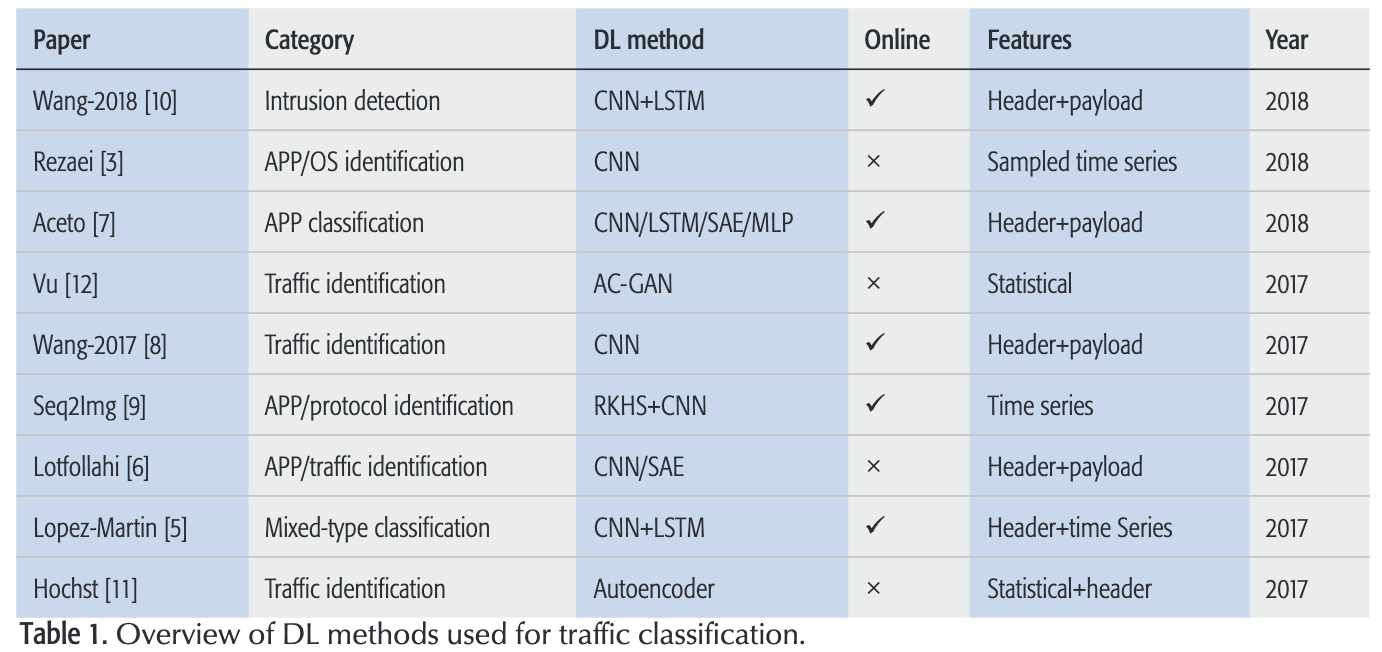 Paper Category DL method Online Features Year
Wang-2018 [10] Intrusion detection CNN+LSTM ✓ Header+payload 2018
Rezaei [3] APP/OS identification CNN × Sampled time series 2018
Aceto [7] APP classification CNN/LSTM/SAE/MLP ✓ Header+payload 2018
Vu [12] Traffic identification AC-GAN × Statistical 2017
Wang-2017 [8] Traffic identification CNN ✓ Header+payload 2017
Seq2Img [9] APP/protocol identification RKHS+CNN ✓ Time series 2017
Lotfollahi [6] APP/traffic identification CNN/SAE × Header+payload 2017
Lopez-Martin [5] Mixed-type classification CNN+LSTM ✓ Header+time Series 2017
Hochst [11] Traffic identification Autoencoder × Statistical+header 2017
Table 1. Overview of DL methods used for traffic classification.